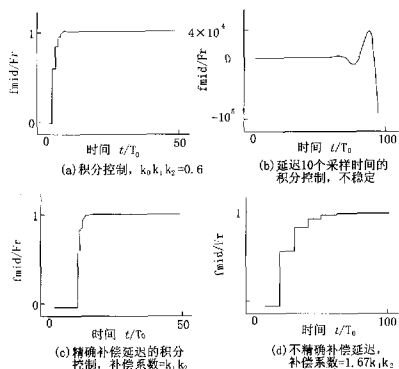 fmid/Fr
1
0
0
50
时间 t/T₀
(a)积分控制, k₀k₁k₂=0.6
fmid/Fr
4×10⁴
0
0
100
时间 t/T₀
(b)延迟10个采样时间的
积分控制, 不稳定
fmid/Fr
1
0
0
50
时间 t/T₀
(c)精确补偿延迟的积分
控制, 补偿系数=k₁k₂
fmid/Fr
1
0
0
100
时间 t/T₀
(d)不精确补偿延迟,
补偿系数=1.67k₁k₂